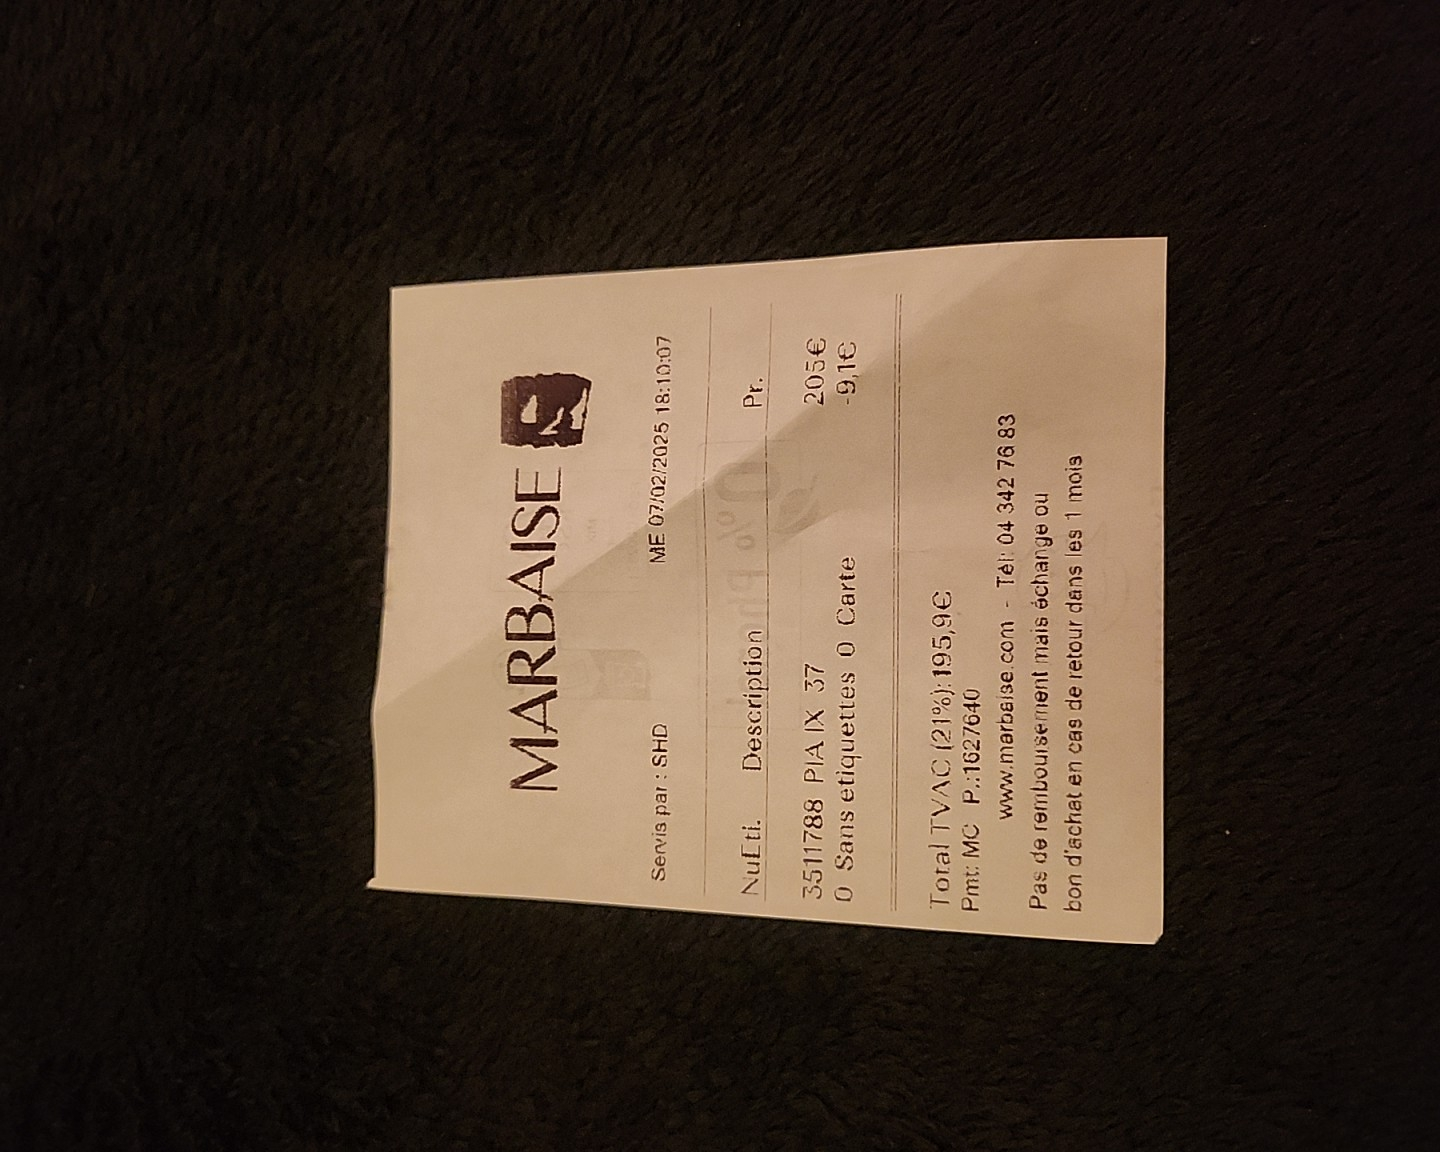 MARBAISE
Servis par : SHD ME 07/02/2025 18:10:07
NuEti. Description Pr.
3511788 PIA IX 37 205€
0 Sans etiquettes 0 Carte -9,1€
Total TVAC (21%): 195,9€
Pmt: MC P.:1627640
www.marbaise.com - Tél: 04 342 76 83
Pas de remboursement mais échange ou
bon d'achat en cas de retour dans les 1 mois